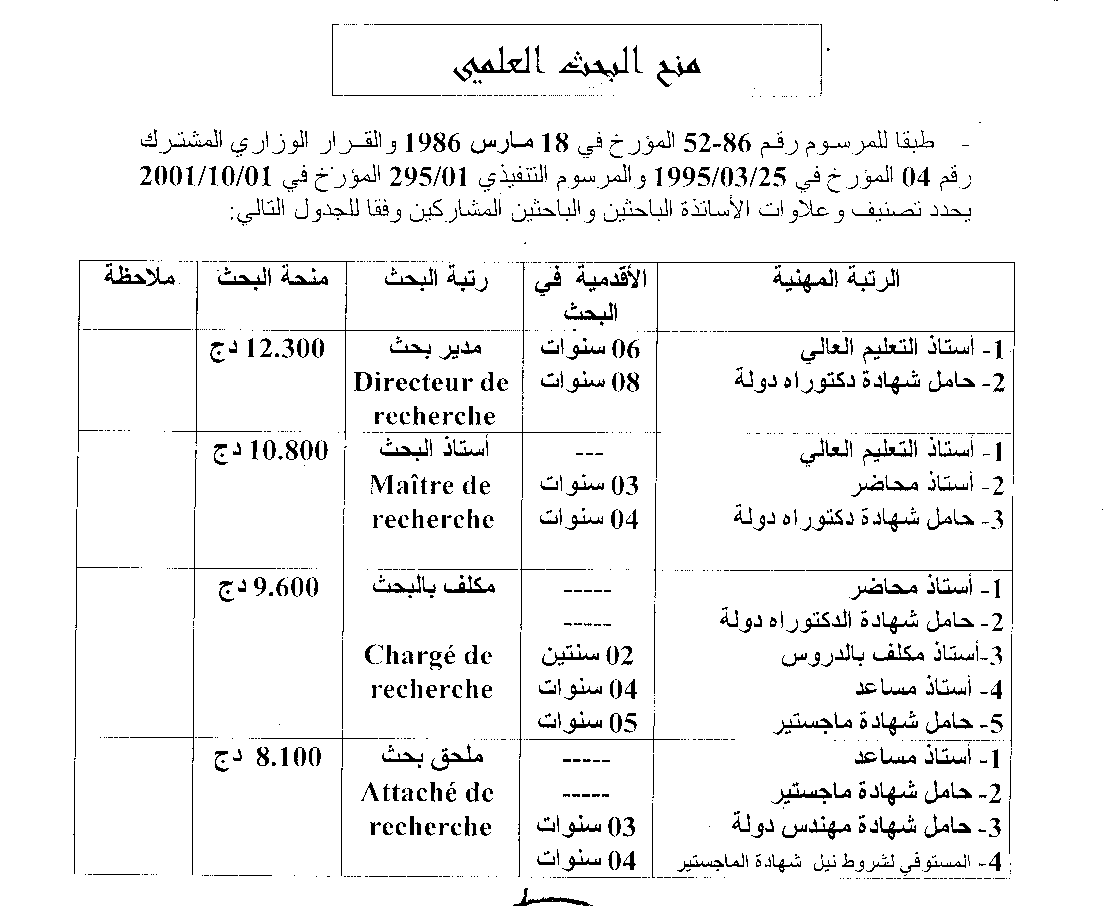 منح البحث العلمي
- طبقا للمرسوم رقم 86-52 المؤرخ في 18 مارس 1986 والقرار الوزاري المشترك
رقم 04 المؤرخ في 1995/03/25 والمرسوم التنفيذي 295/01 المؤرخ في 2001/10/01
يحدد تصنيف وعلاوات الأساتذة الباحثين والباحثين المشاركين وفقا للجدول التالي:
الرتبة المهنية الأقدمية في رتبة البحث منحة البحث ملاحظة
البحث
1- أستاذ التعليم العالي 06 سنوات مدير بحث 12.300 دج
2- حامل شهادة دكتوراه دولة 08 سنوات Directeur de
recherche
1- أستاذ التعليم العالي --- أستاذ البحث 10.800 دج
2- أستاذ محاضر 03 سنوات Maître de
3- حامل شهادة دكتوراه دولة 04 سنوات recherche
1- أستاذ محاضر ----- مكلف بالبحث 9.600 دج
2- حامل شهادة الدكتوراه دولة -----
3-أستاذ مكلف بالدروس 02 سنتين Chargé de
4- أستاذ مساعد 04 سنوات recherche
5- حامل شهادة ماجستير 05 سنوات
1- أستاذ مساعد ----- ملحق بحث 8.100 دج
2- حامل شهادة ماجستير ----- Attaché de
3- حامل شهادة مهندس دولة 03 سنوات recherche
4- المستوفي لشروط نيل شهادة الماجستير 04 سنوات